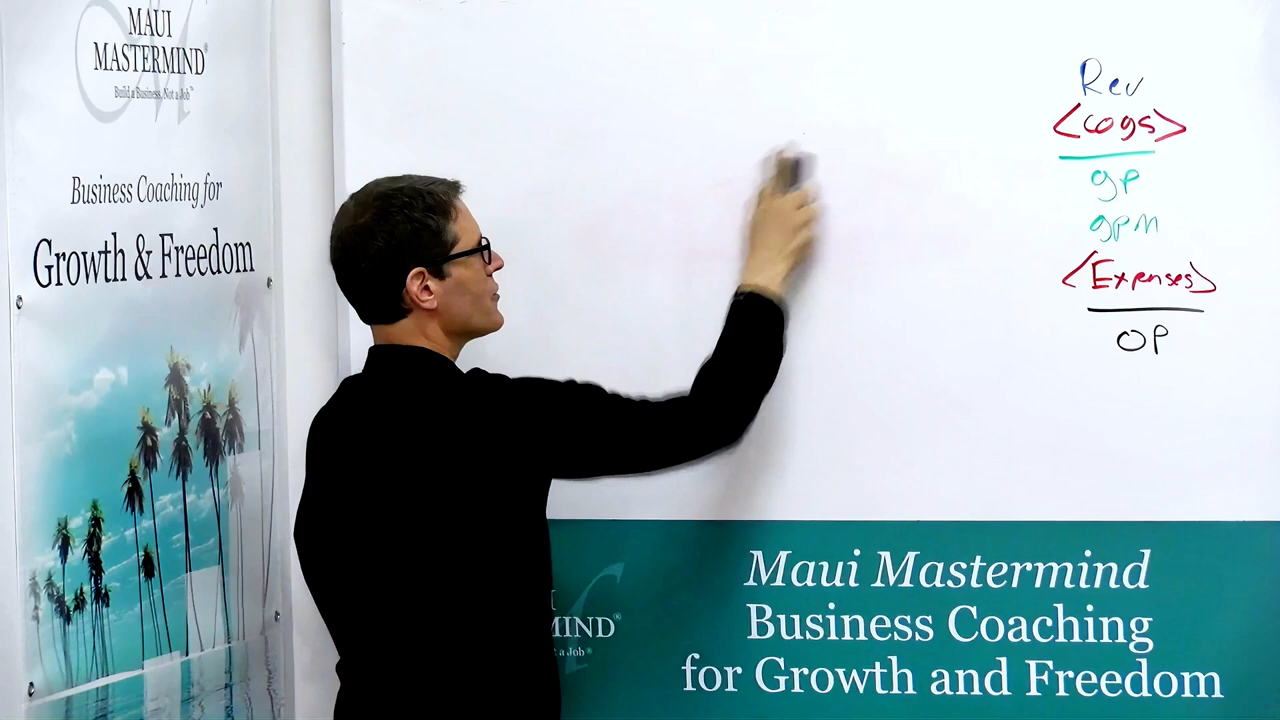 MAUI
MASTERMIND®
Build a Business, Not a Job™
Business Coaching for
Growth & Freedom
Rev
<cogs>
gp
gpm
<Expenses>
OP
MIND®
t a Job®
Maui Mastermind
Business Coaching
for Growth and Freedom